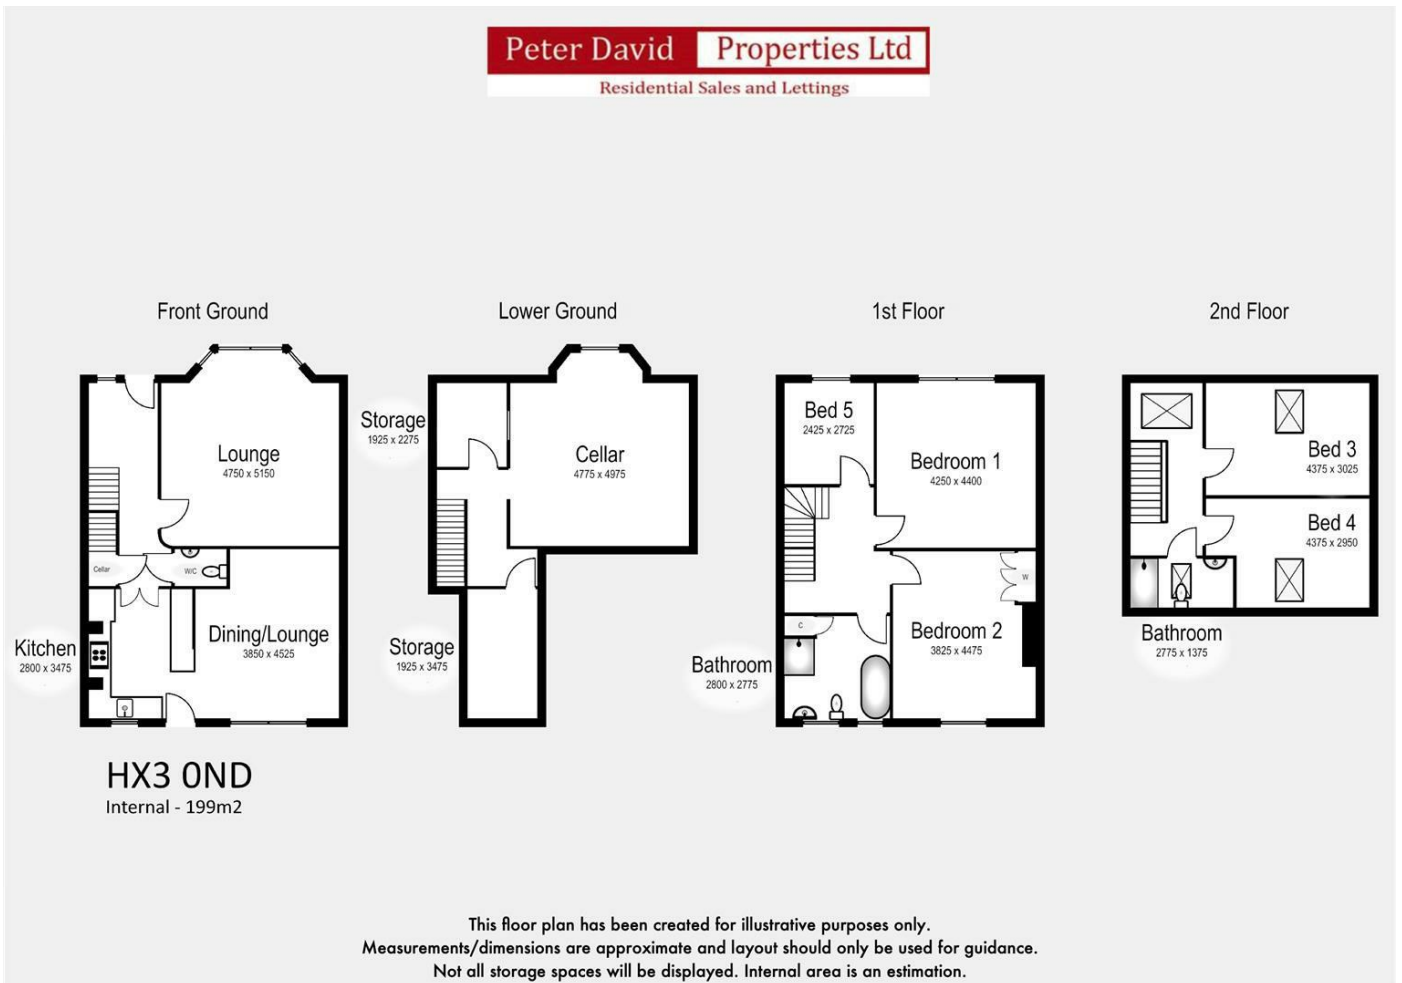 Peter David Properties Ltd
Residential Sales and Lettings
Front Ground
Lounge
4750 x 5150
Cellar
W/C
Kitchen
2800 x 3475
Dining/Lounge
3850 x 4525
HX3 0ND
Internal - 199m2
Lower Ground
Storage
1925 x 2275
Cellar
4775 x 4975
Storage
1925 x 3475
1st Floor
Bed 5
2425 x 2725
Bedroom 1
4250 x 4400
W
C
Bedroom 2
3825 x 4475
Bathroom
2800 x 2775
2nd Floor
Bed 3
4375 x 3025
Bed 4
4375 x 2950
Bathroom
2775 x 1375
This floor plan has been created for illustrative purposes only.
Measurements/dimensions are approximate and layout should only be used for guidance.
Not all storage spaces will be displayed. Internal area is an estimation.